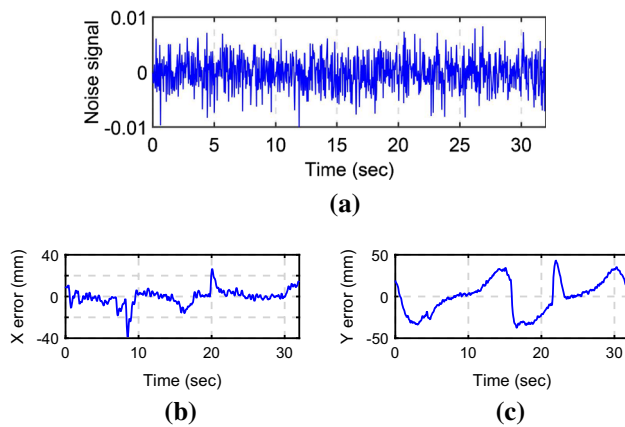 0.01
0
-0.01
Noise signal
0 5 10 15 20 25 30
Time (sec)
(a)
40
0
-40
X error (mm)
0 10 20 30
Time (sec)
(b)
50
0
-50
Y error (mm)
0 10 20 30
Time (sec)
(c)